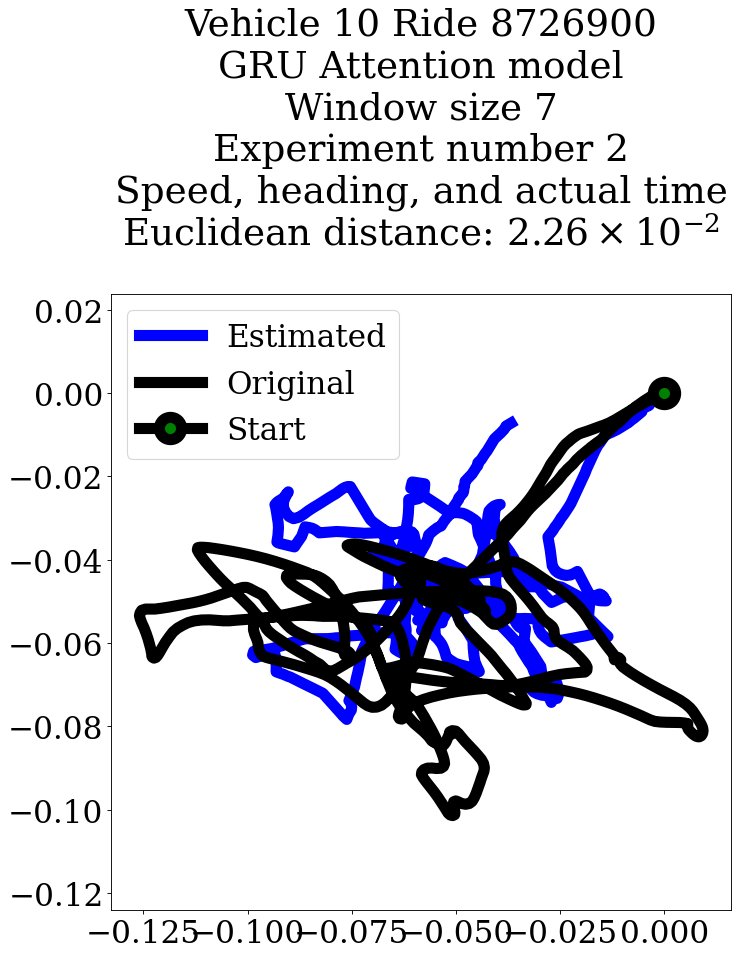 Vehicle 10 Ride 8726900
GRU Attention model
Window size 7
Experiment number 2
Speed, heading, and actual time
Euclidean distance: 2.26 × 10⁻²
Estimated
Original
Start
0.02
0.00
−0.02
−0.04
−0.06
−0.08
−0.10
−0.12
−0.125 −0.100 −0.075 −0.050 −0.025 0.000